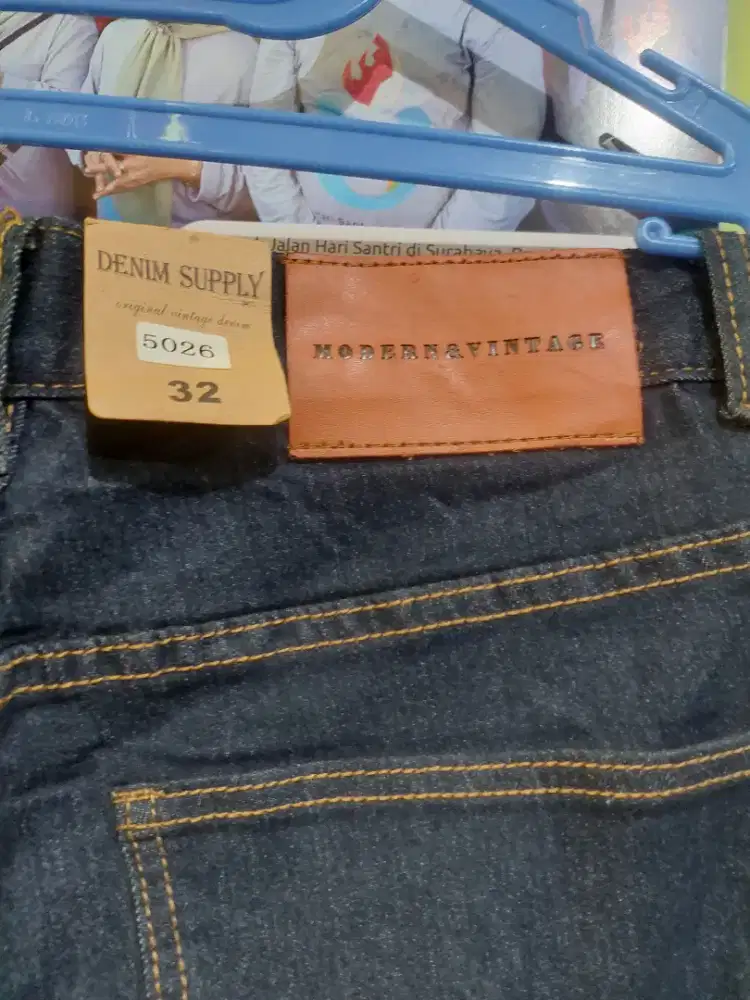 Jalan Hari Santri di Surabaya,
DENIM SUPPLY
original vintage denim
5026
32
MODERN&VINTAGE